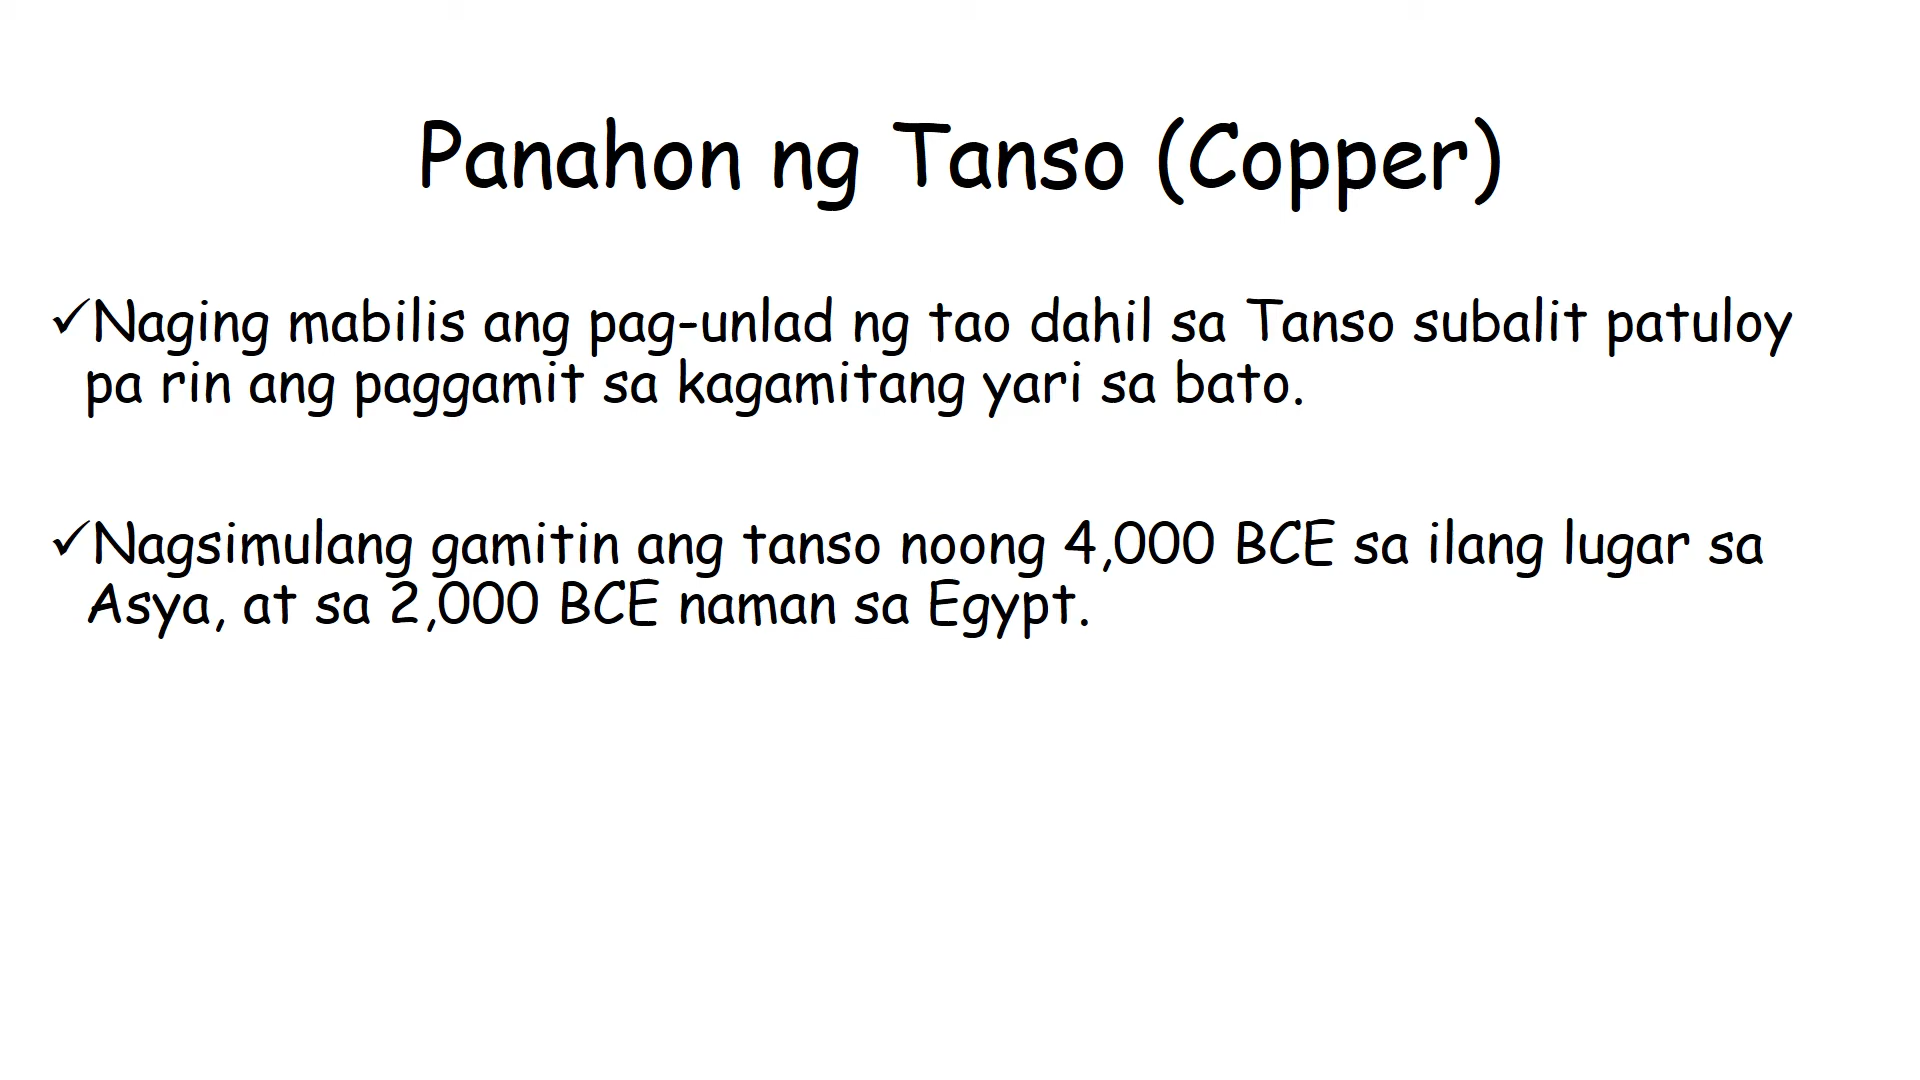 Panahon ng Tanso (Copper)
✓Naging mabilis ang pag-unlad ng tao dahil sa Tanso subalit patuloy
pa rin ang paggamit sa kagamitang yari sa bato.
✓Nagsimulang gamitin ang tanso noong 4,000 BCE sa ilang lugar sa
Asya, at sa 2,000 BCE naman sa Egypt.